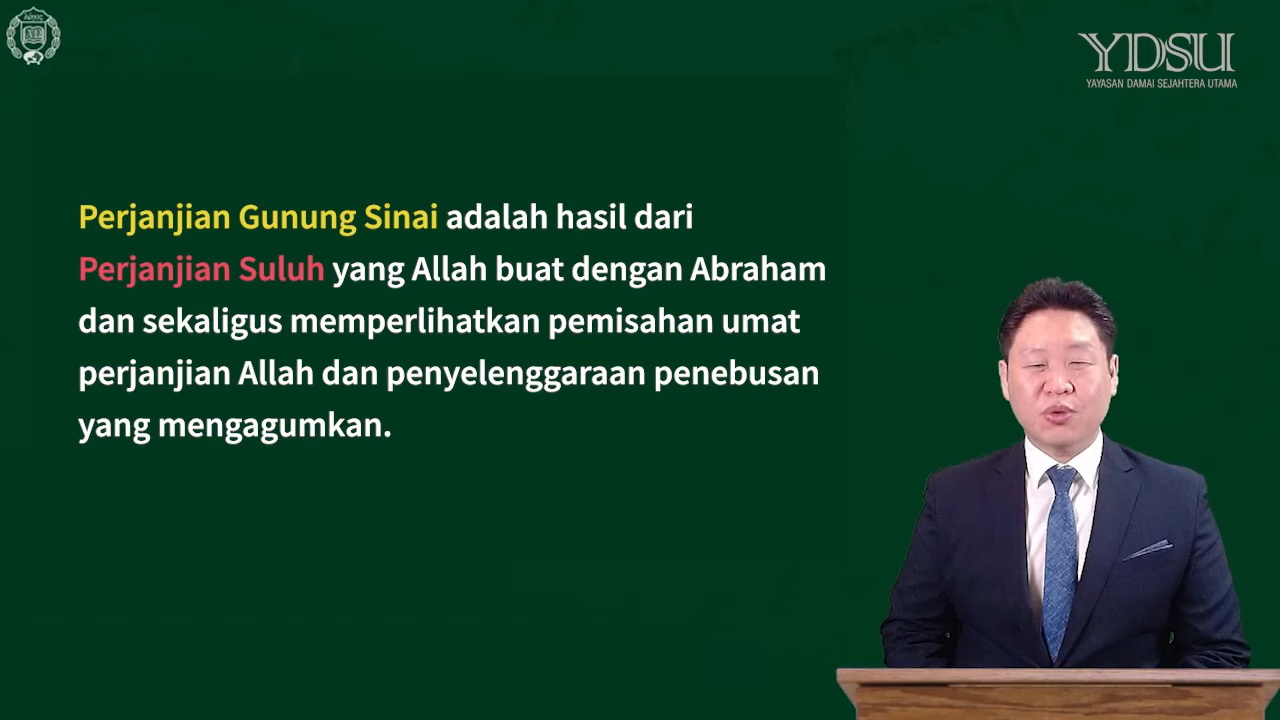 YDSU
YAYASAN DAMAI SEJAHTERA UTAMA
Perjanjian Gunung Sinai adalah hasil dari
Perjanjian Suluh yang Allah buat dengan Abraham
dan sekaligus memperlihatkan pemisahan umat
perjanjian Allah dan penyelenggaraan penebusan
yang mengagumkan.